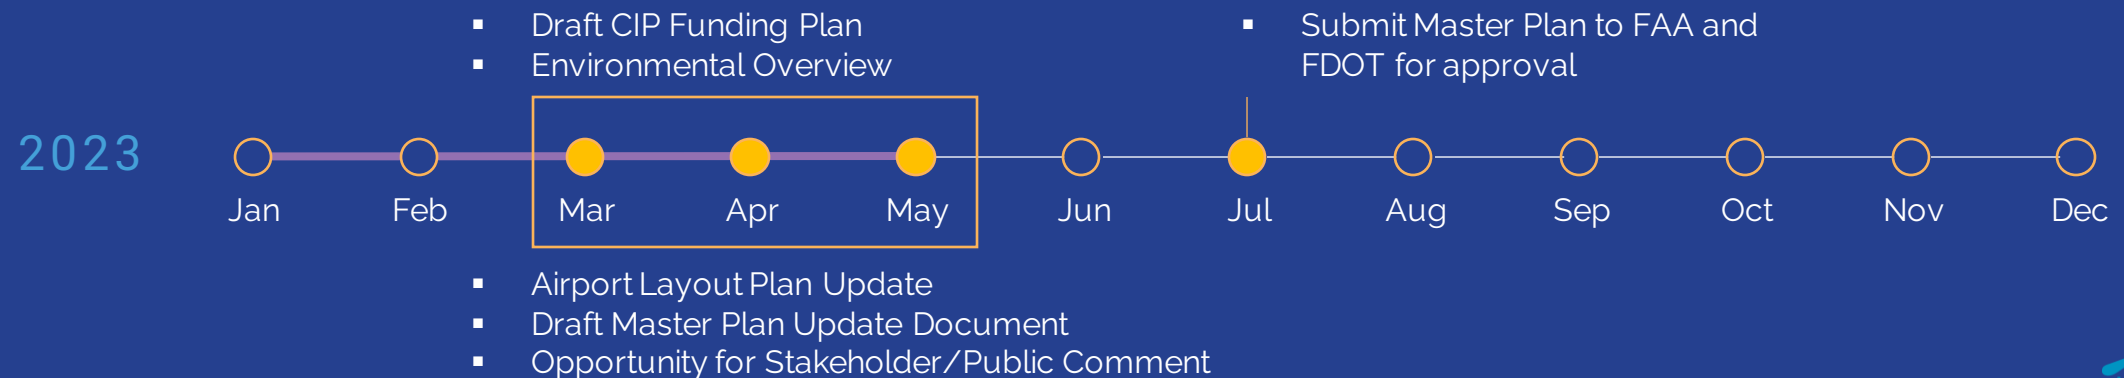 Draft CIP Funding Plan
Environmental Overview
Submit Master Plan to FAA and
FDOT for approval
2023
Jan Feb Mar Apr May Jun Jul Aug Sep Oct Nov Dec
Airport Layout Plan Update
Draft Master Plan Update Document
Opportunity for Stakeholder/Public Comment